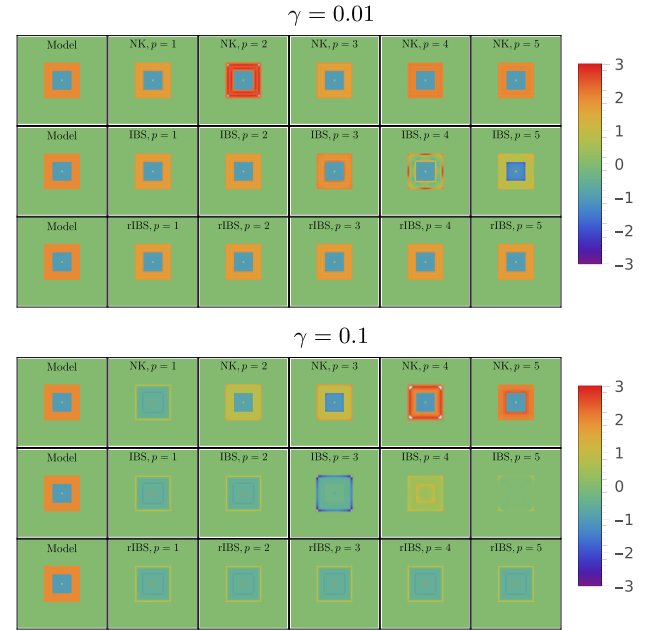 γ = 0.01
Model NK, p = 1 NK, p = 2 NK, p = 3 NK, p = 4 NK, p = 5
Model IBS, p = 1 IBS, p = 2 IBS, p = 3 IBS, p = 4 IBS, p = 5
Model rIBS, p = 1 rIBS, p = 2 rIBS, p = 3 rIBS, p = 4 rIBS, p = 5
3
2
1
0
−1
−2
−3
γ = 0.1
Model NK, p = 1 NK, p = 2 NK, p = 3 NK, p = 4 NK, p = 5
Model IBS, p = 1 IBS, p = 2 IBS, p = 3 IBS, p = 4 IBS, p = 5
Model rIBS, p = 1 rIBS, p = 2 rIBS, p = 3 rIBS, p = 4 rIBS, p = 5
3
2
1
0
−1
−2
−3